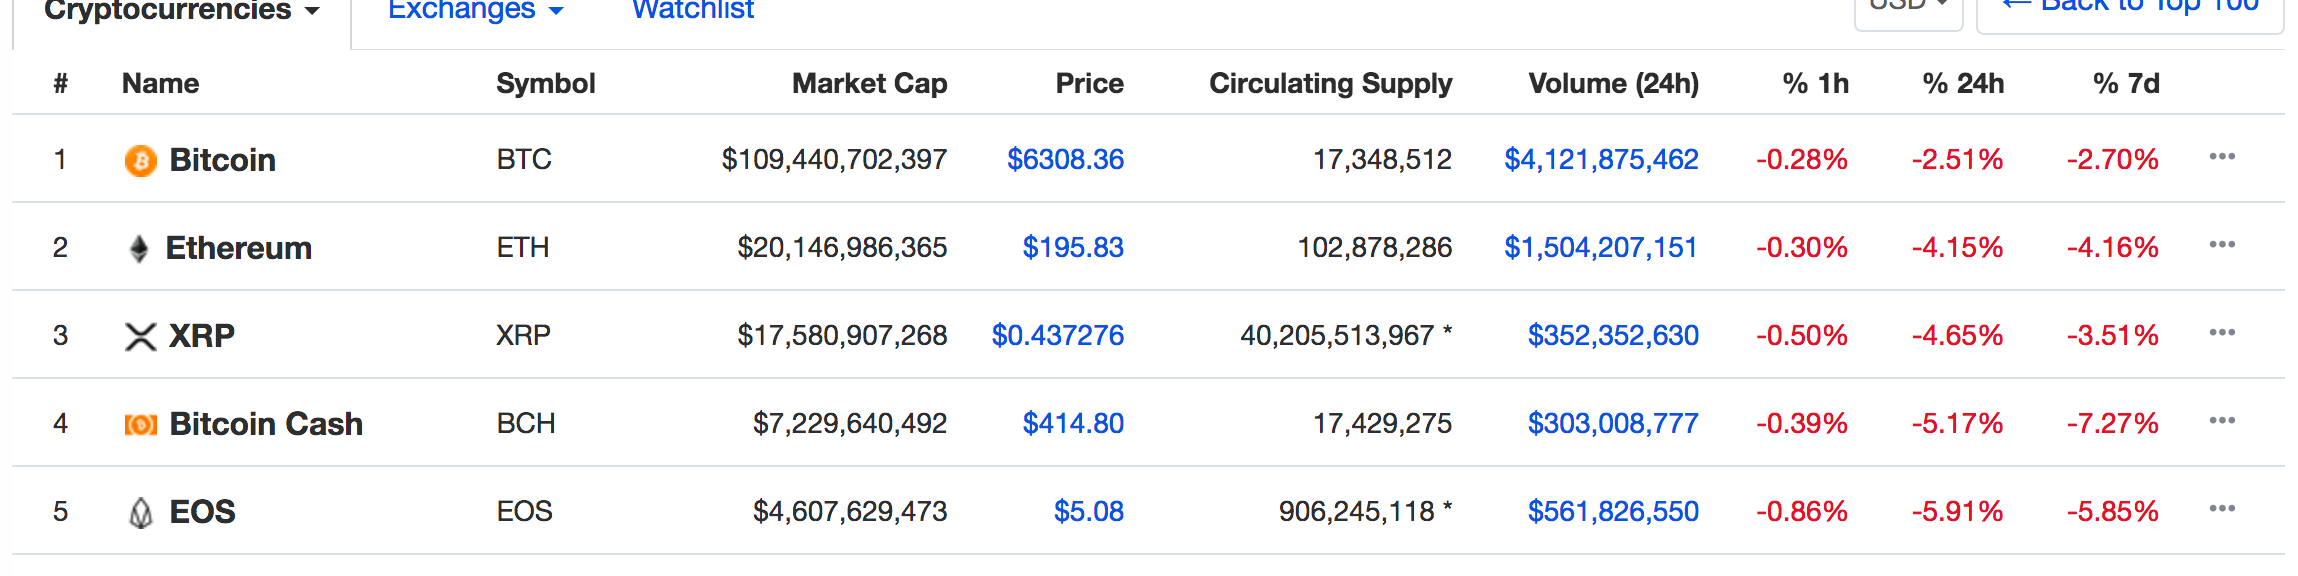 Cryptocurrencies Exchanges Watchlist USD ← Back to Top 100
# Name Symbol Market Cap Price Circulating Supply Volume (24h) % 1h % 24h % 7d
1 Bitcoin BTC $109,440,702,397 $6308.36 17,348,512 $4,121,875,462 -0.28% -2.51% -2.70%
2 Ethereum ETH $20,146,986,365 $195.83 102,878,286 $1,504,207,151 -0.30% -4.15% -4.16%
3 XRP XRP $17,580,907,268 $0.437276 40,205,513,967 * $352,352,630 -0.50% -4.65% -3.51%
4 Bitcoin Cash BCH $7,229,640,492 $414.80 17,429,275 $303,008,777 -0.39% -5.17% -7.27%
5 EOS EOS $4,607,629,473 $5.08 906,245,118 * $561,826,550 -0.86% -5.91% -5.85%